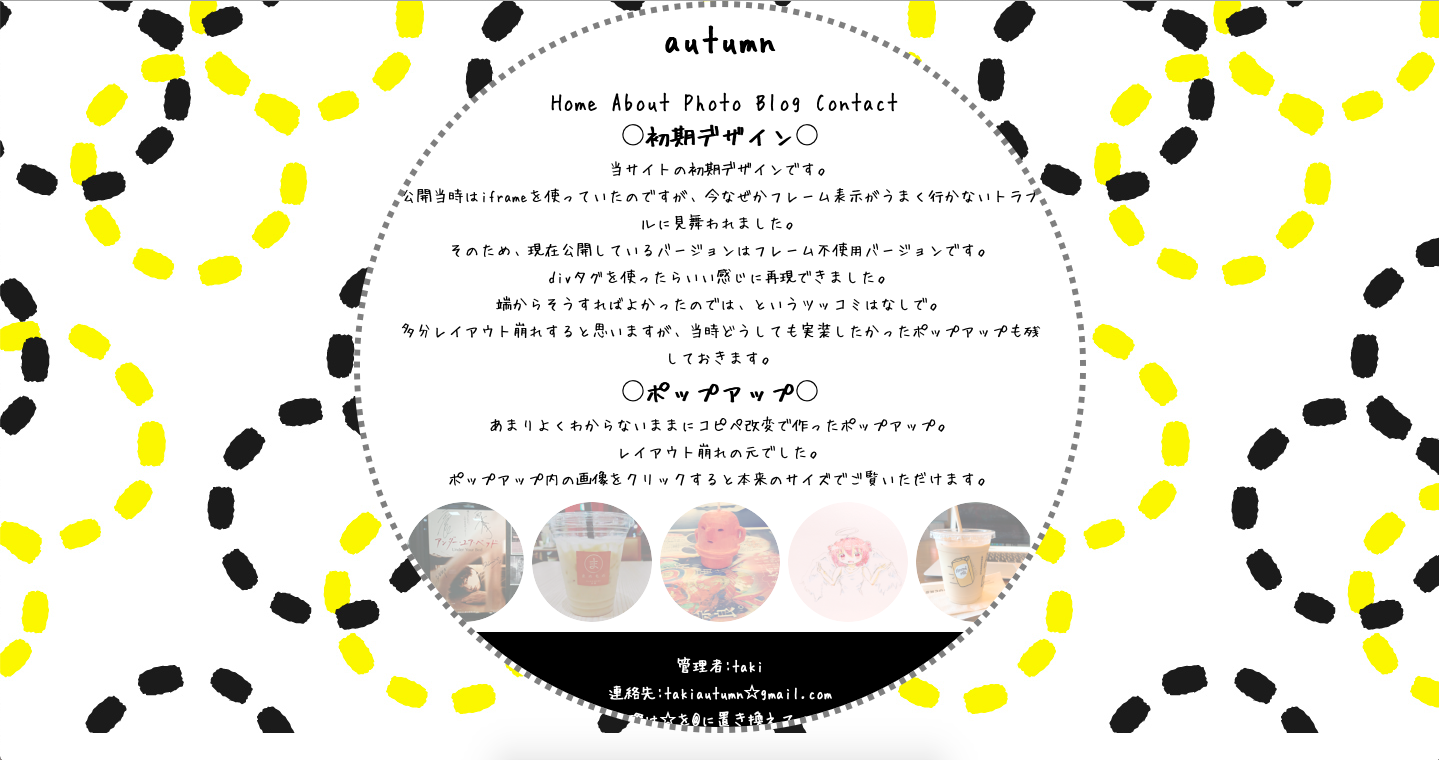 autumn
Home About Photo Blog Contact
○初期デザイン○
当サイトの初期デザインです。
公開当時はiframeを使っていたのですが、今なぜかフレーム表示がうまく行かないトラブ
ルに見舞われました。
そのため、現在公開しているバージョンはフレーム不使用バージョンです。
divタグを使ったらいい感じに再現できました。
端からそうすればよかったのでは、というツッコミはなしで。
多分レイアウト崩れすると思いますが、当時どうしても実装したかったポップアップも残
しておきます。
○ポップアップ○
あまりよくわからないままにコピペ改変で作ったポップアップ。
レイアウト崩れの元でした。
ポップアップ内の画像をクリックすると本来のサイズでご覧いただけます。
ま
管理者:taki
連絡先:takiautumn☆gmail.com
は☆を@に置き換えて